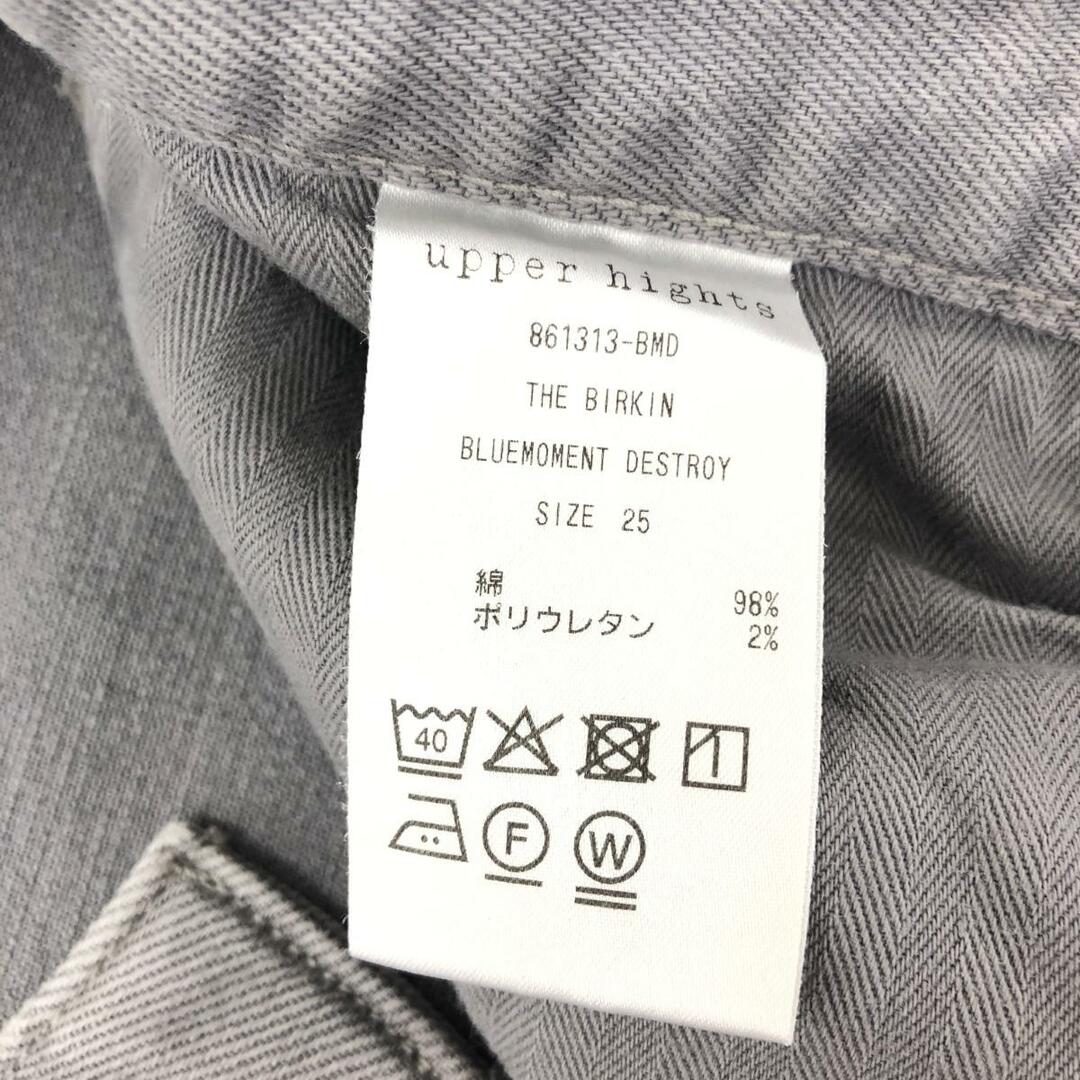 upper hights
861313-BMD
THE BIRKIN
BLUEMOMENT DESTROY
SIZE 25
綿 98%
ポリウレタン 2%
40
F W